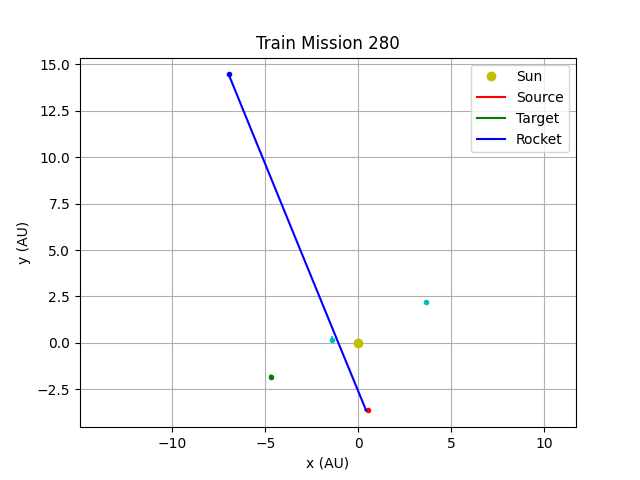 Train Mission 280
15.0
12.5
10.0
7.5
5.0
2.5
0.0
−2.5
y (AU)
Sun
Source
Target
Rocket
−10
−5
0
5
10
x (AU)